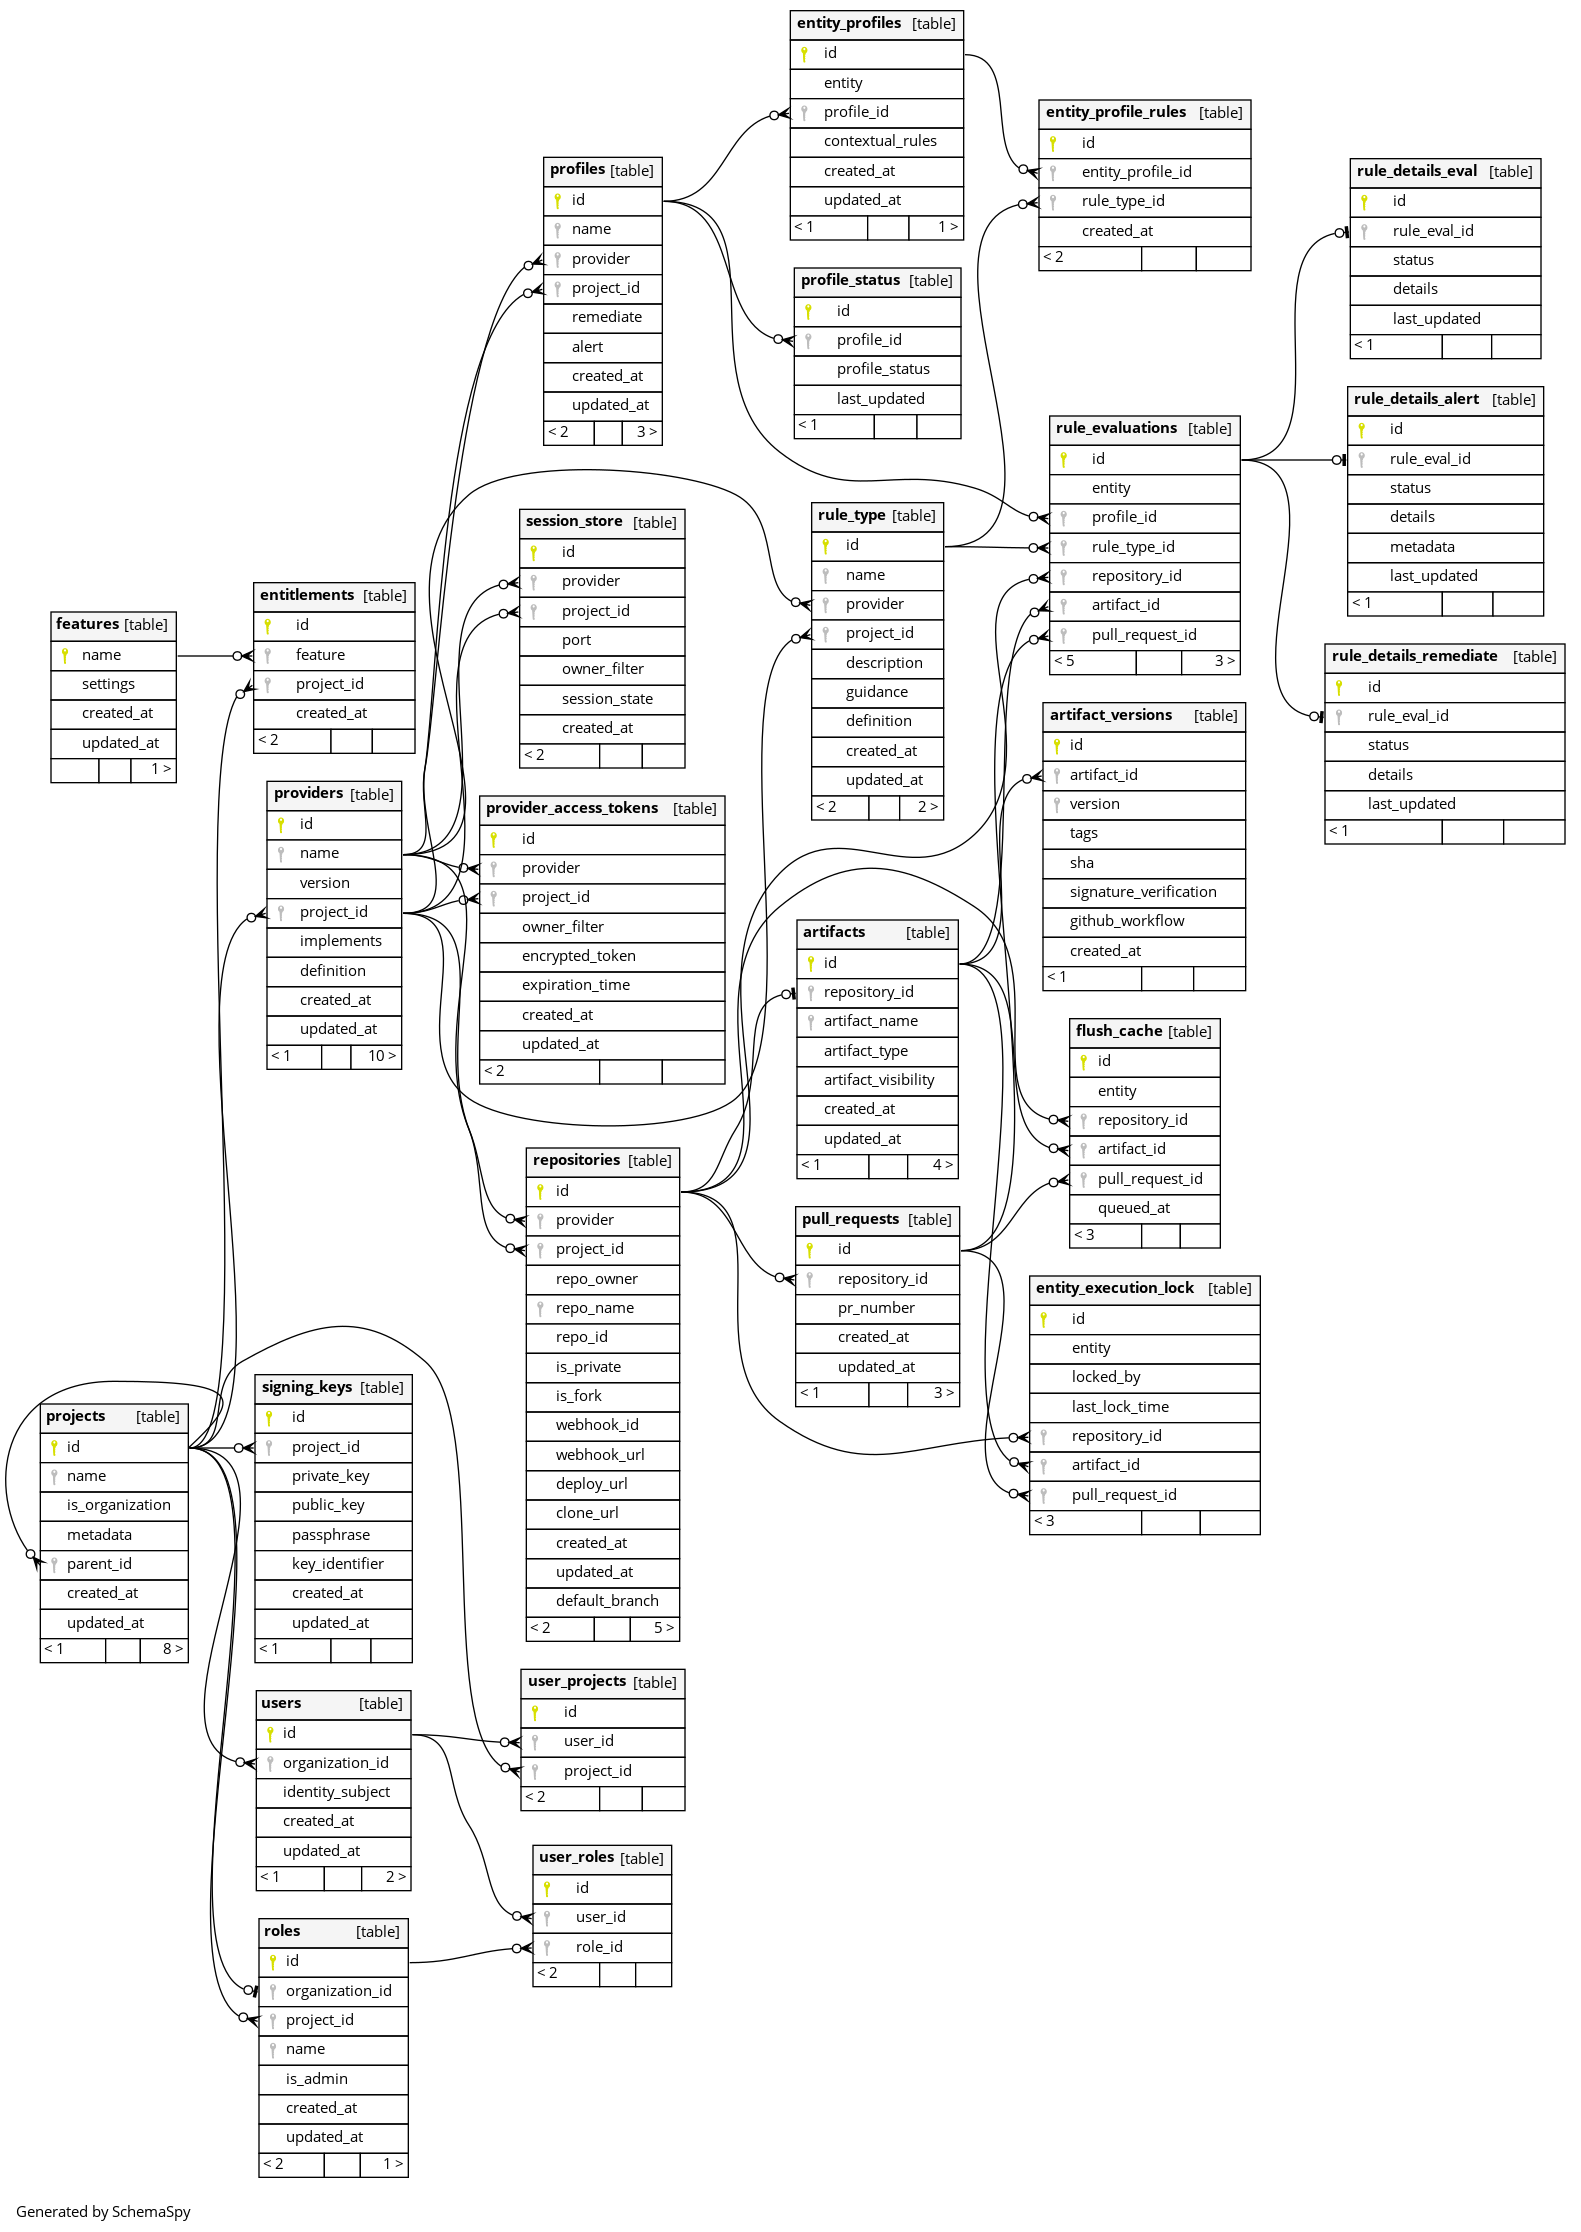 entity_profiles [table]
id
entity
profile_id
contextual_rules
created_at
updated_at
< 1 1 >
entity_profile_rules [table]
id
entity_profile_id
rule_type_id
created_at
< 2
profiles [table]
id
name
provider
project_id
remediate
alert
created_at
updated_at
< 2 3 >
rule_details_eval [table]
id
rule_eval_id
status
details
last_updated
< 1
profile_status [table]
id
profile_id
profile_status
last_updated
< 1
rule_details_alert [table]
id
rule_eval_id
status
details
metadata
last_updated
< 1
rule_evaluations [table]
id
entity
profile_id
rule_type_id
repository_id
artifact_id
pull_request_id
< 5 3 >
session_store [table]
id
provider
project_id
port
owner_filter
session_state
created_at
< 2
rule_type [table]
id
name
provider
project_id
description
guidance
definition
created_at
updated_at
< 2 2 >
entitlements [table]
id
feature
project_id
created_at
< 2
features [table]
name
settings
created_at
updated_at
1 >
rule_details_remediate [table]
id
rule_eval_id
status
details
last_updated
< 1
artifact_versions [table]
id
artifact_id
version
tags
sha
signature_verification
github_workflow
created_at
< 1
providers [table]
id
name
version
project_id
implements
definition
created_at
updated_at
< 1 10 >
provider_access_tokens [table]
id
provider
project_id
owner_filter
encrypted_token
expiration_time
created_at
updated_at
< 2
artifacts [table]
id
repository_id
artifact_name
artifact_type
artifact_visibility
created_at
updated_at
< 1 4 >
flush_cache [table]
id
entity
repository_id
artifact_id
pull_request_id
queued_at
< 3
repositories [table]
id
provider
project_id
repo_owner
repo_name
repo_id
is_private
is_fork
webhook_id
webhook_url
deploy_url
clone_url
created_at
updated_at
default_branch
< 2 5 >
pull_requests [table]
id
repository_id
pr_number
created_at
updated_at
< 1 3 >
entity_execution_lock [table]
id
entity
locked_by
last_lock_time
repository_id
artifact_id
pull_request_id
< 3
signing_keys [table]
id
project_id
private_key
public_key
passphrase
key_identifier
created_at
updated_at
< 1
projects [table]
id
name
is_organization
metadata
parent_id
created_at
updated_at
< 1 8 >
user_projects [table]
id
user_id
project_id
< 2
users [table]
id
organization_id
identity_subject
created_at
updated_at
< 1 2 >
user_roles [table]
id
user_id
role_id
< 2
roles [table]
id
organization_id
project_id
name
is_admin
created_at
updated_at
< 2 1 >
Generated by SchemaSpy